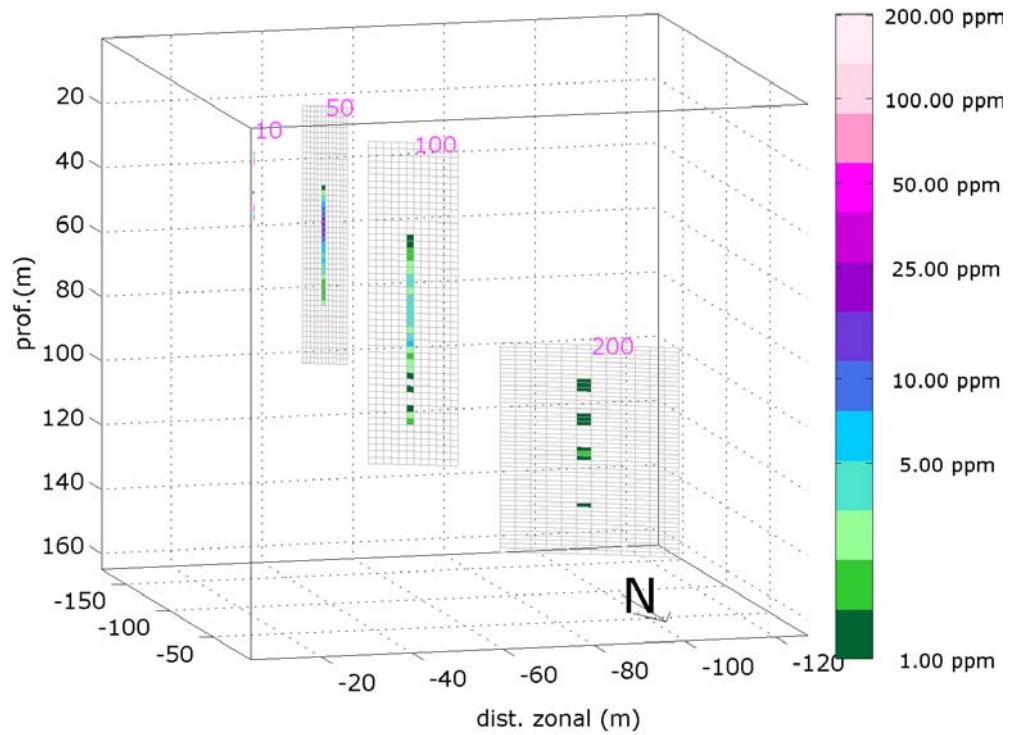 200.00 ppm
100.00 ppm
50.00 ppm
25.00 ppm
10.00 ppm
5.00 ppm
1.00 ppm
prof.(m)
20
40
60
80
100
120
140
160
10
50
100
200
N
-150
-100
-50
-20
-40
-60
-80
-100
-120
dist. zonal (m)